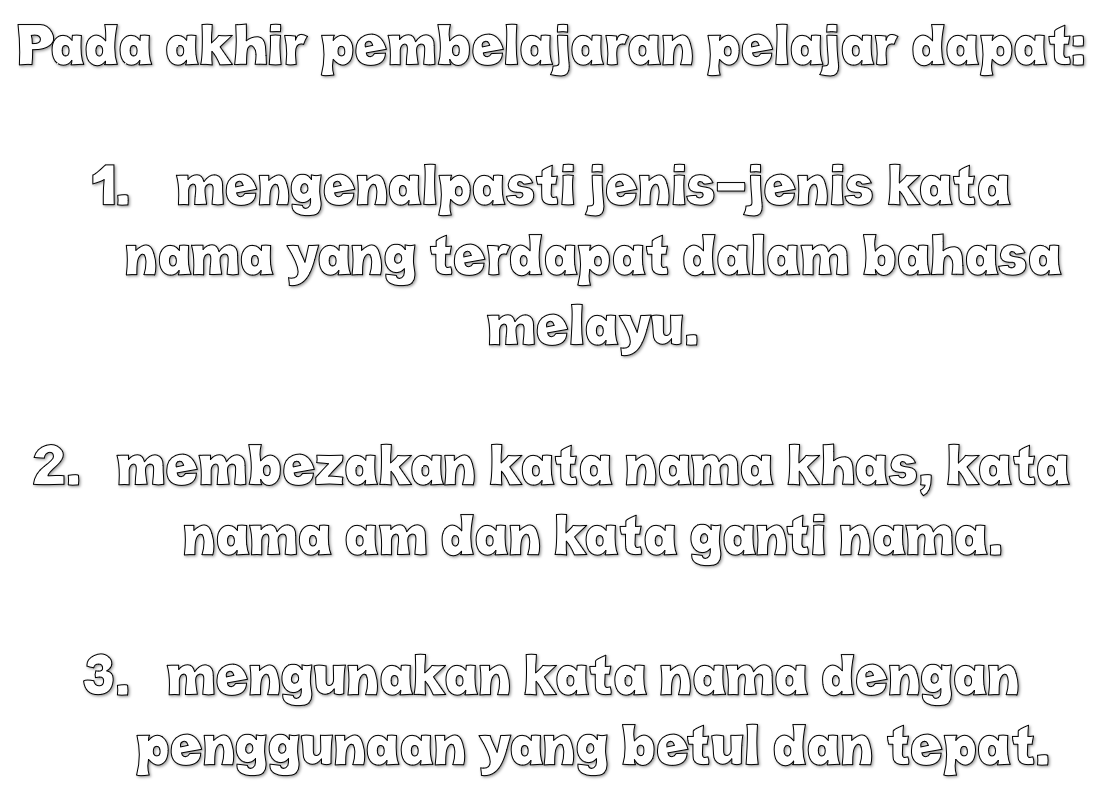 Pada akhir pembelajaran pelajar dapat:
1. mengenalpasti jenis-jenis kata
nama yang terdapat dalam bahasa
melayu.
2. membezakan kata nama khas, kata
nama am dan kata ganti nama.
3. mengunakan kata nama dengan
penggunaan yang betul dan tepat.